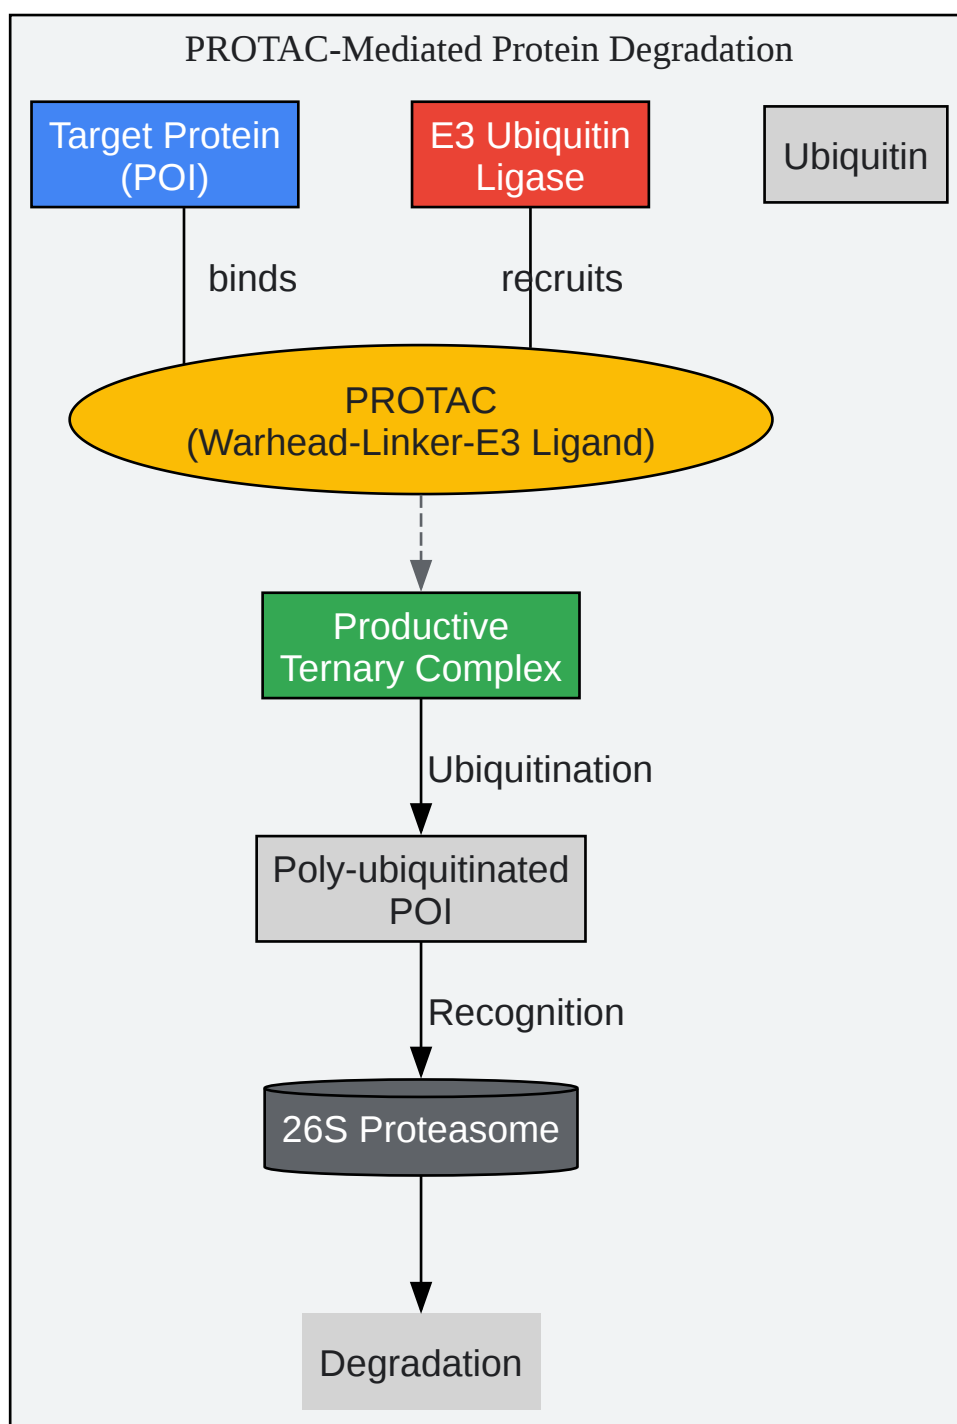 PROTAC-Mediated Protein Degradation
Target Protein
(POI)
E3 Ubiquitin
Ligase
Ubiquitin
binds
recruits
PROTAC
(Warhead-Linker-E3 Ligand)
Productive
Ternary Complex
Ubiquitination
Poly-ubiquitinated
POI
Recognition
26S Proteasome
Degradation